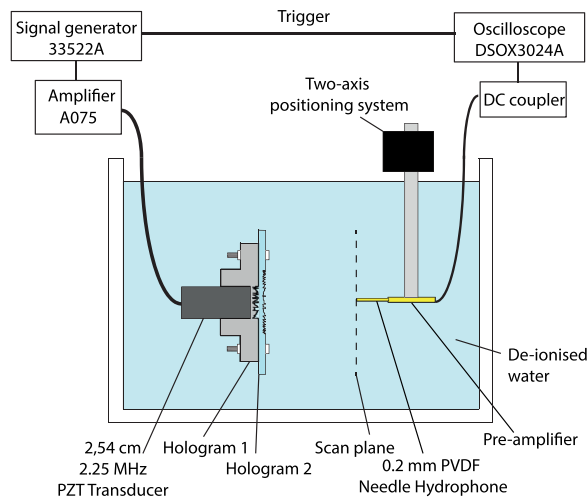 Signal generator
33522A
Trigger
Oscilloscope
DSOX3024A
Amplifier
A075
Two-axis
positioning system
DC coupler
De-ionised
water
2,54 cm
2.25 MHz
PZT Transducer
Hologram 1
Hologram 2
Scan plane
0.2 mm PVDF
Needle Hydrophone
Pre-amplifier